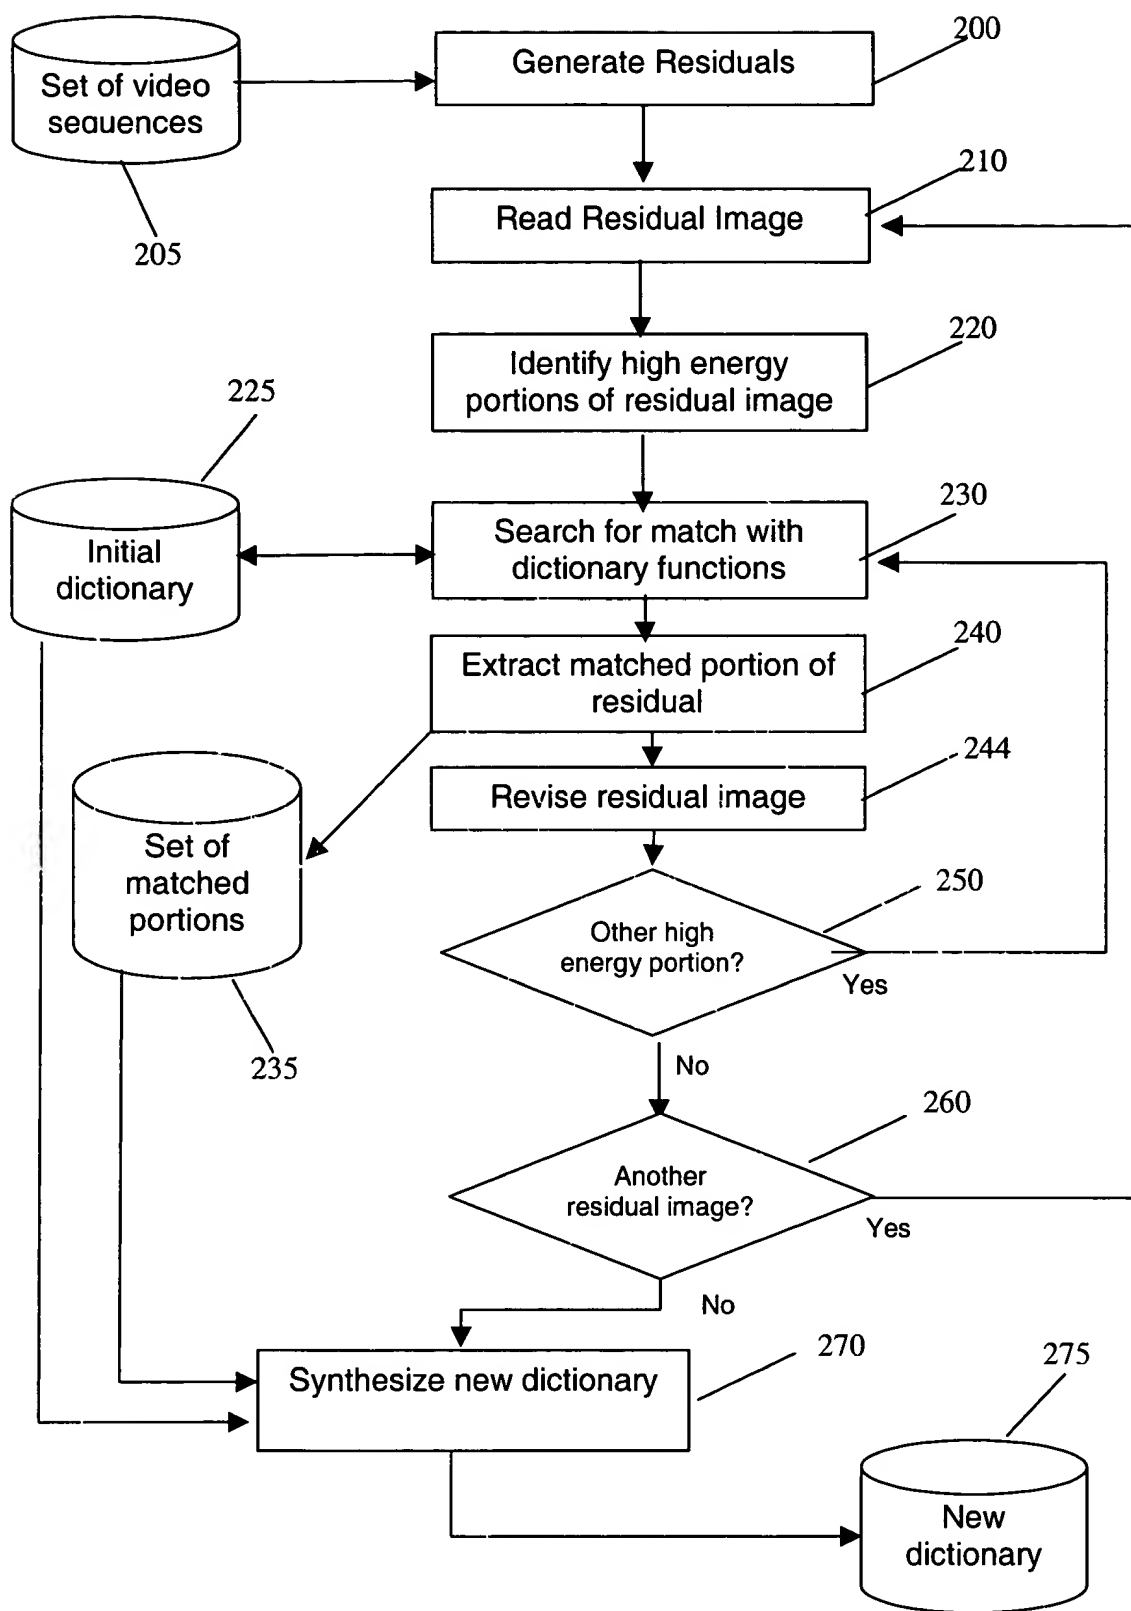 200
Generate Residuals
Set of video
sequences
205
210
Read Residual Image
220
Identify high energy
portions of residual image
225
230
Search for match with
dictionary functions
Initial
dictionary
240
Extract matched portion of
residual
244
Revise residual image
Set of
matched
portions
235
250
Other high
energy portion?
Yes
No
260
Another
residual image?
Yes
No
270
Synthesize new dictionary
275
New
dictionary